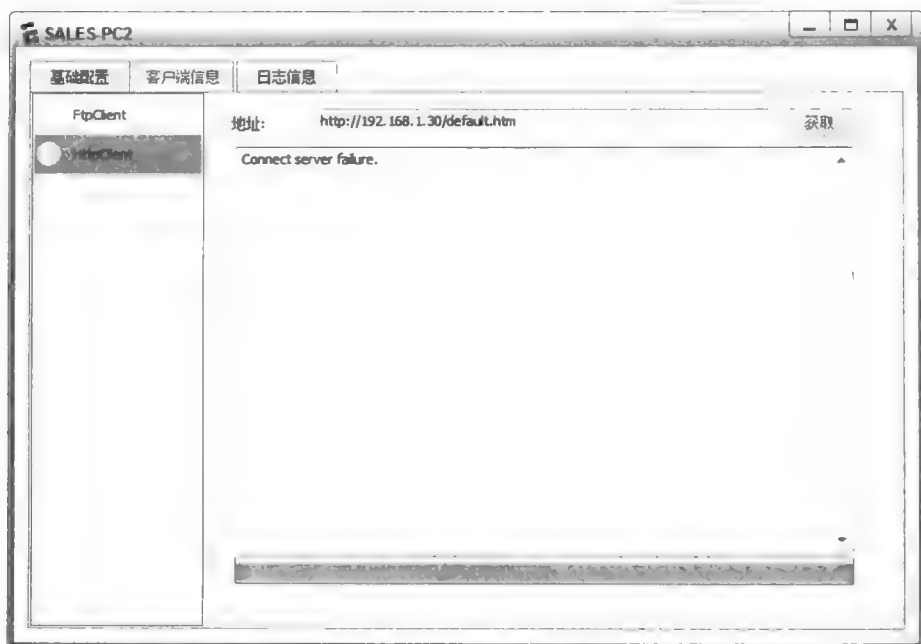 SALES-PC2
基础配置 客户端信息 日志信息
FtpClient
地址: http://192.168.1.30/default.htm 获取
HttpClient
Connect server failure.